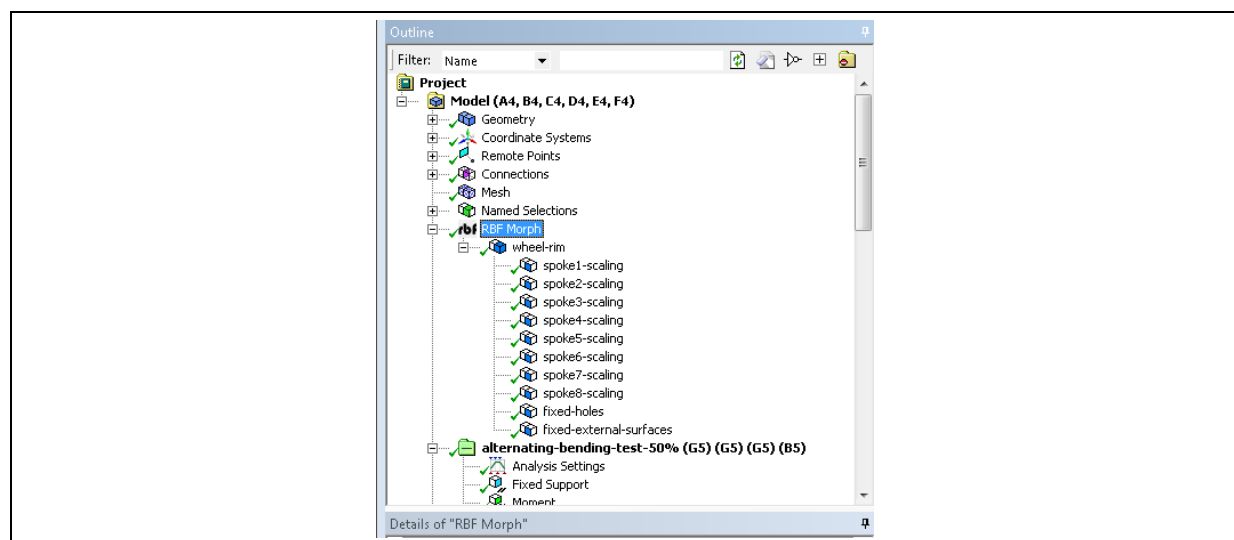 Outline
Filter: Name
Project
Model (A4, B4, C4, D4, E4, F4)
Geometry
Coordinate Systems
Remote Points
Connections
Mesh
Named Selections
rbf RBF Morph
wheel-rim
spoke1-scaling
spoke2-scaling
spoke3-scaling
spoke4-scaling
spoke5-scaling
spoke6-scaling
spoke7-scaling
spoke8-scaling
fixed-holes
fixed-external-surfaces
alternating-bending-test-50% (G5) (G5) (G5) (B5)
Analysis Settings
Fixed Support
Moment
Details of "RBF Morph"